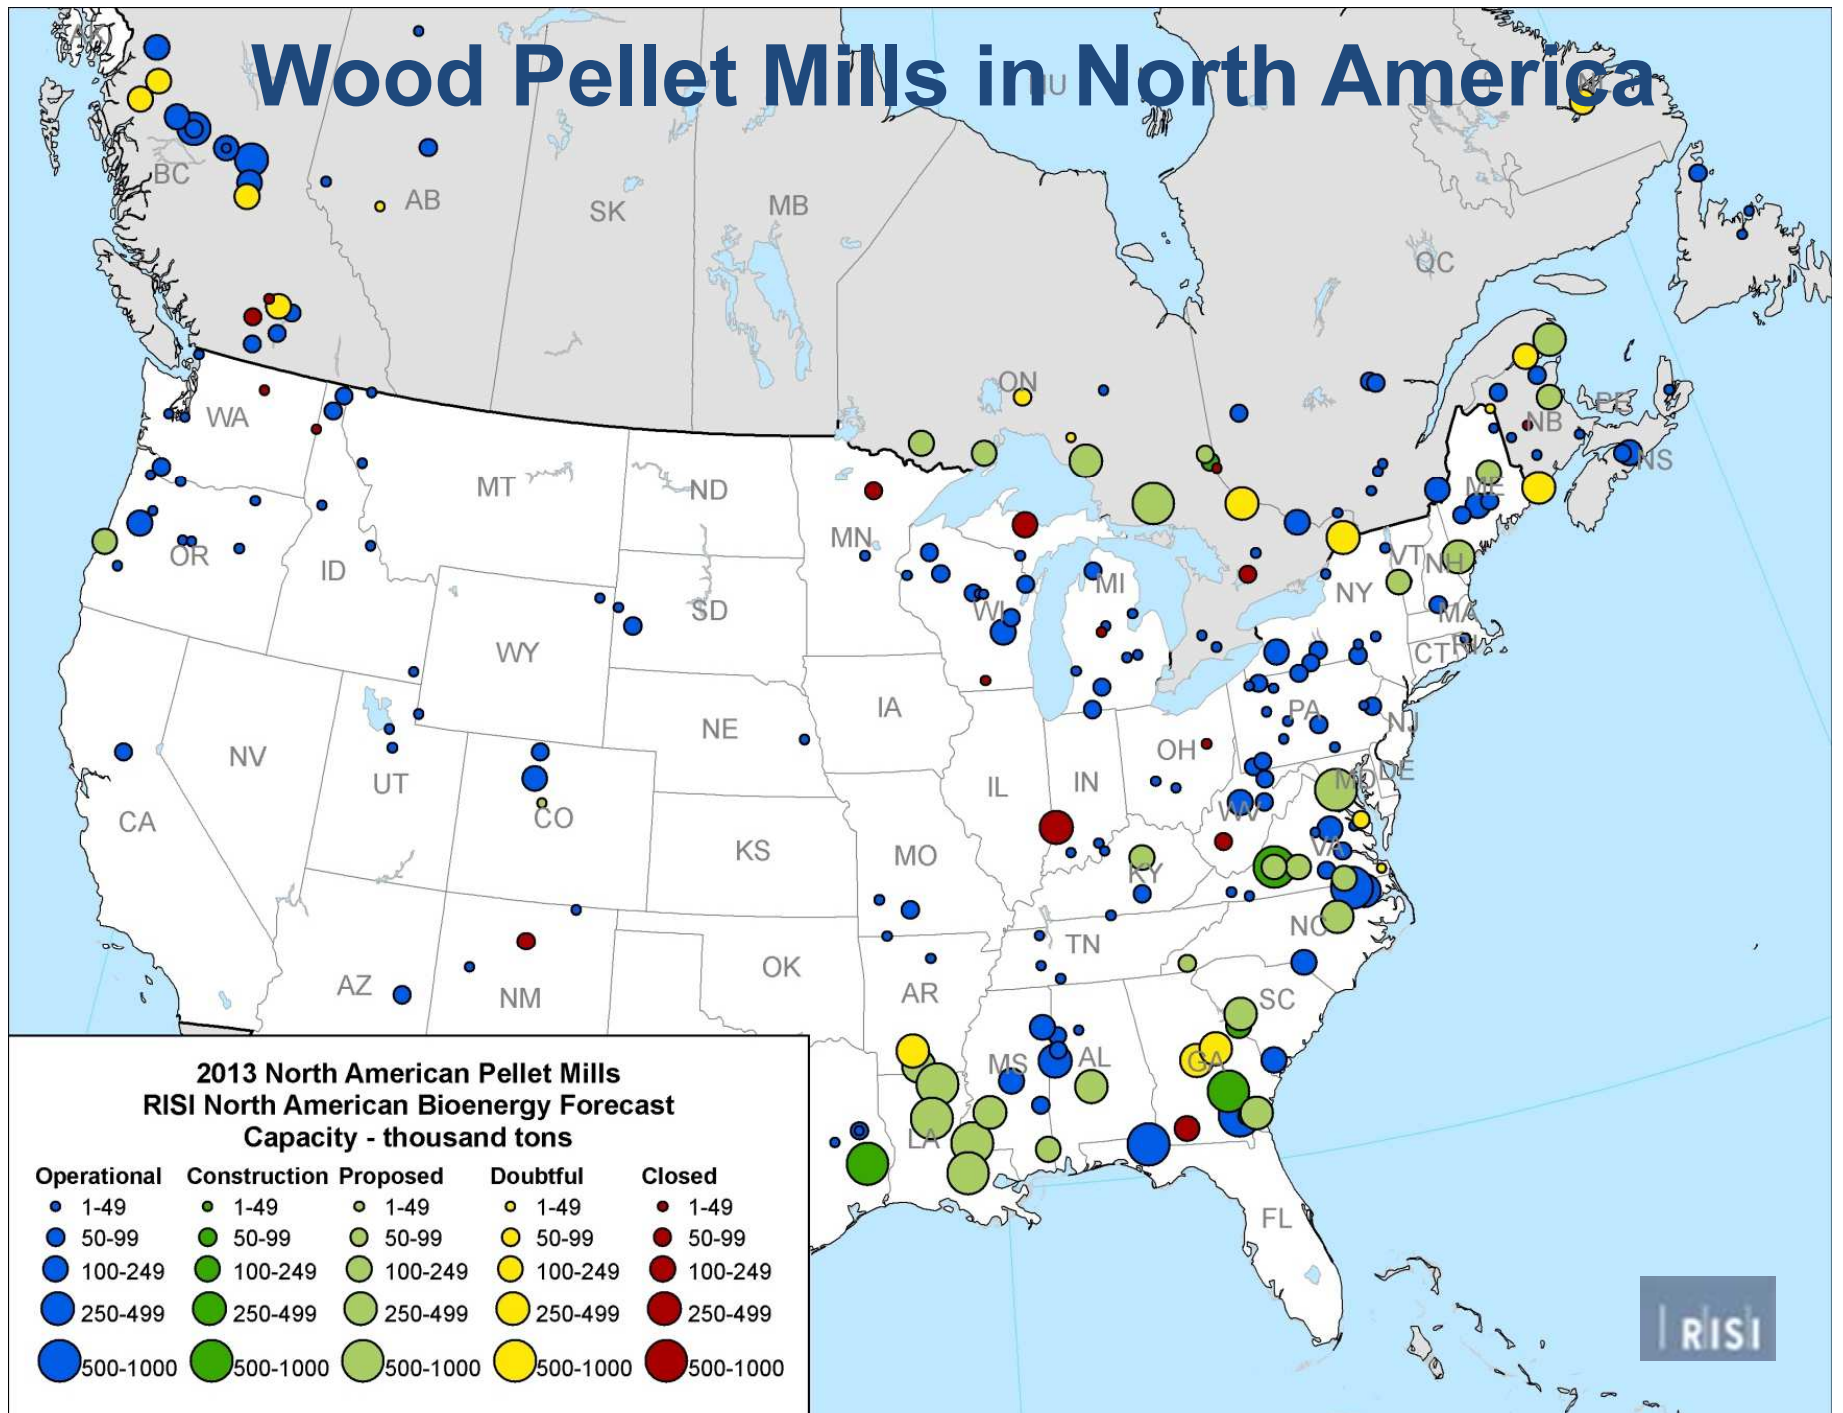 Wood Pellet Mills in North America
AK
NU
NL
BC
AB
SK
MB
ON
QC
PE
NB
NS
WA
MT
ND
MN
ME
OR
ID
SD
WI
MI
VT
NH
NY
MA
CT
RI
WY
IA
NE
PA
NJ
NV
UT
CO
IL
IN
OH
MD
DE
CA
KS
MO
WV
VA
KY
NC
TN
OK
AZ
NM
AR
SC
MS
AL
GA
LA
FL
2013 North American Pellet Mills
RISI North American Bioenergy Forecast
Capacity - thousand tons
Operational Construction Proposed Doubtful Closed
1-49 1-49 1-49 1-49 1-49
50-99 50-99 50-99 50-99 50-99
100-249 100-249 100-249 100-249 100-249
250-499 250-499 250-499 250-499 250-499
500-1000 500-1000 500-1000 500-1000 500-1000
RISI